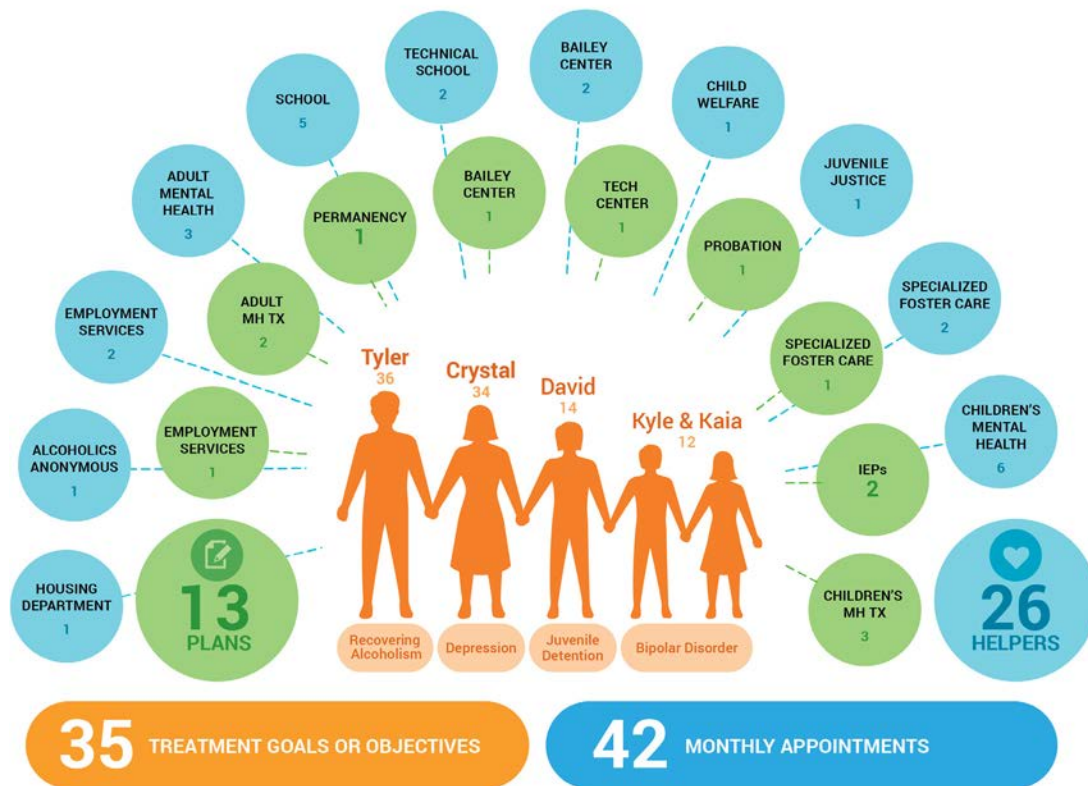 TECHNICAL
SCHOOL
2
BAILEY
CENTER
2
SCHOOL
5
CHILD
WELFARE
1
ADULT
MENTAL
HEALTH
3
JUVENILE
JUSTICE
1
EMPLOYMENT
SERVICES
2
SPECIALIZED
FOSTER CARE
2
ALCOHOLICS
ANONYMOUS
1
CHILDREN'S
MENTAL
HEALTH
6
HOUSING
DEPARTMENT
1
BAILEY
CENTER
1
TECH
CENTER
1
PERMANENCY
1
PROBATION
1
ADULT
MH TX
2
SPECIALIZED
FOSTER CARE
1
EMPLOYMENT
SERVICES
1
IEPs
2
CHILDREN'S
MH TX
3
Tyler
36
Crystal
34
David
14
Kyle & Kaia
12
13
PLANS
26
HELPERS
Recovering
Alcoholism
Depression
Juvenile
Detention
Bipolar Disorder
35 TREATMENT GOALS OR OBJECTIVES
42 MONTHLY APPOINTMENTS